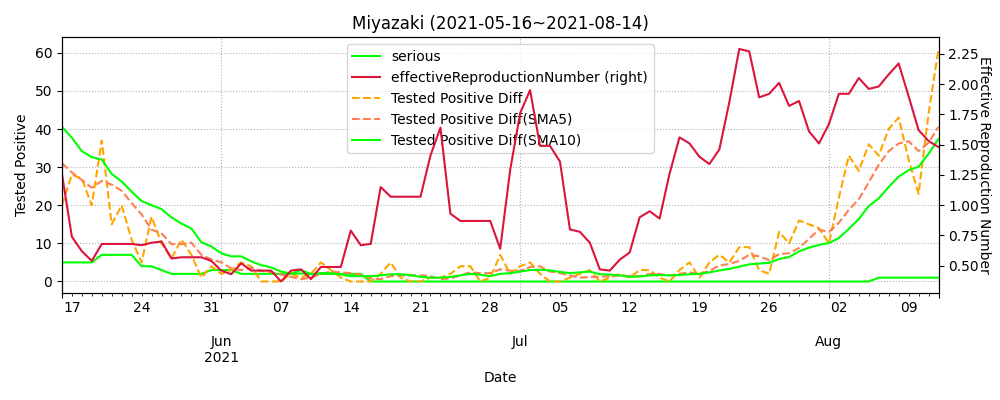 Miyazaki (2021-05-16~2021-08-14)
serious
effectiveReproductionNumber (right)
Tested Positive Diff
Tested Positive Diff(SMA5)
Tested Positive Diff(SMA10)
Tested Positive
60
50
40
30
20
10
0
2.25
2.00
1.75
1.50
1.25
1.00
0.75
0.50
Effective Reproduction Number
17 24 07 14 21 28 05 12 19 26 09
Jun Jul Aug
2021
Date